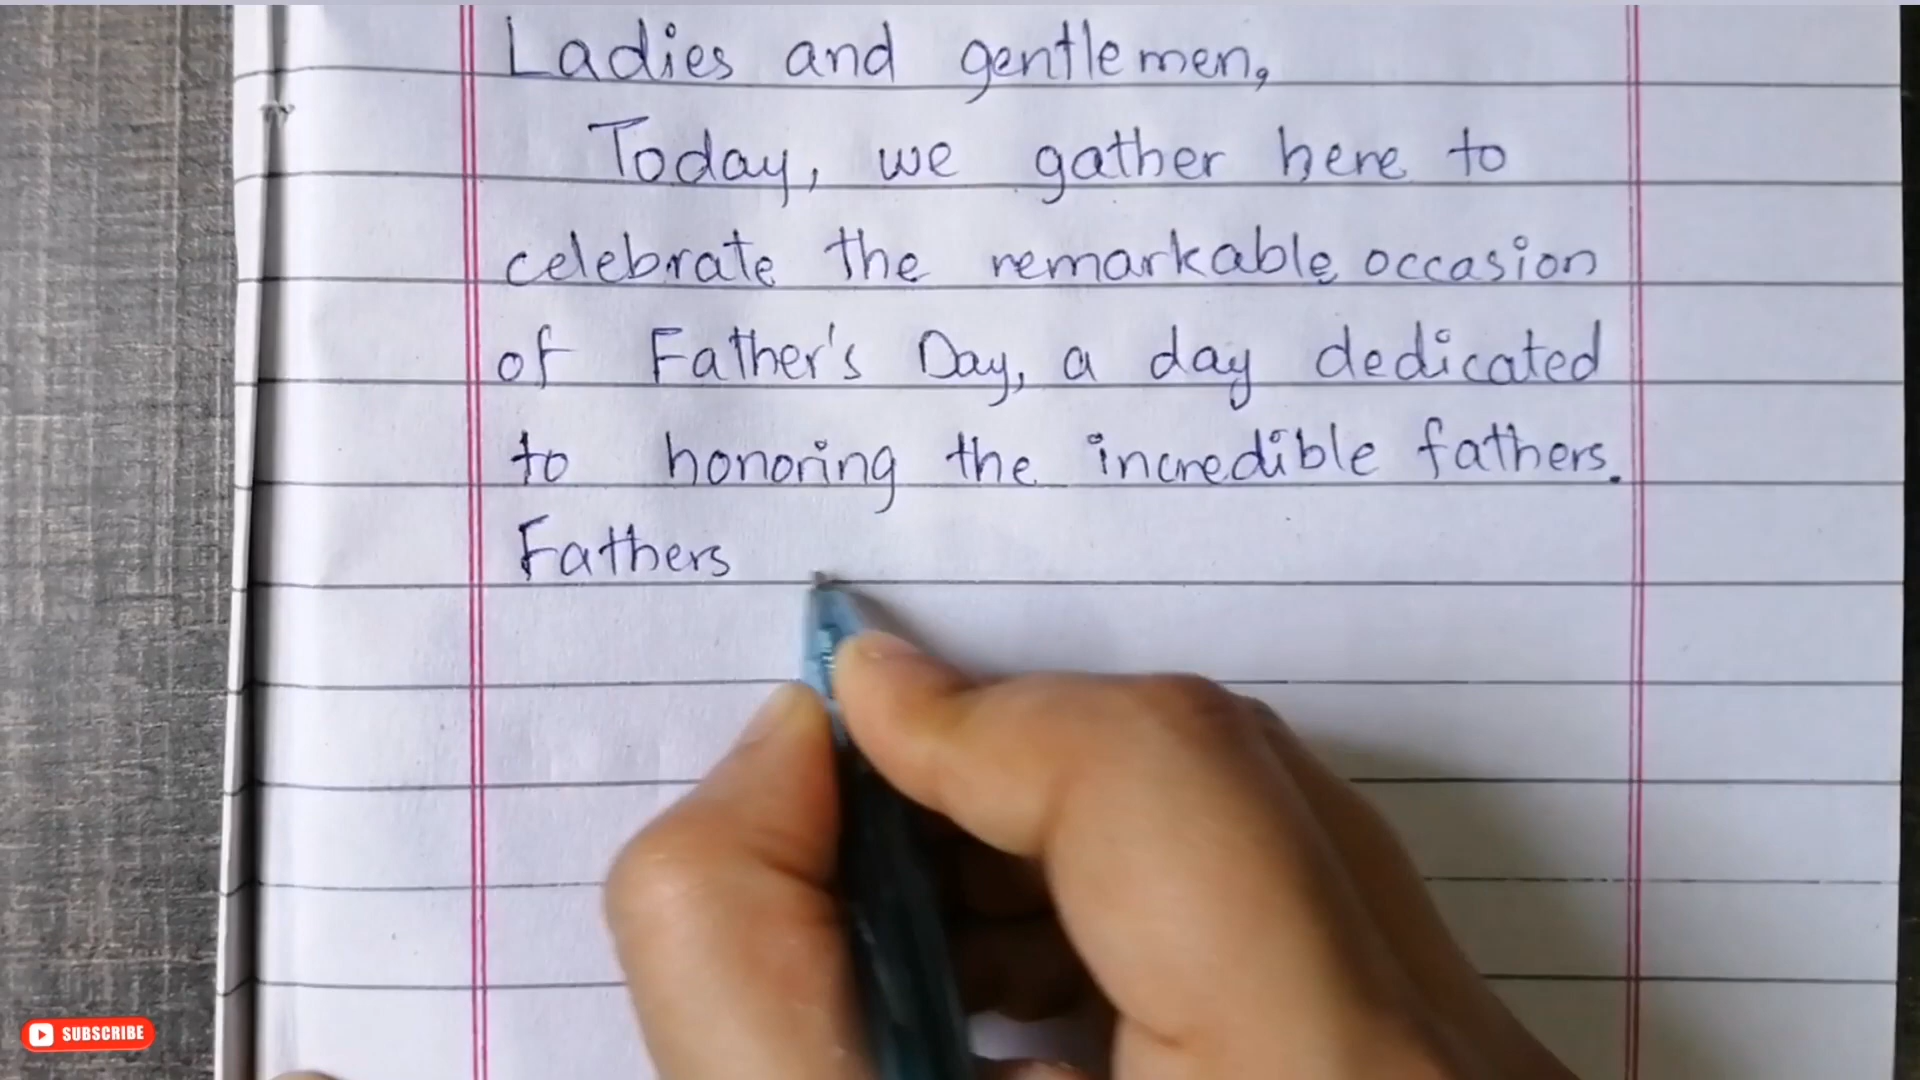 Ladies and gentlemen,
Today, we gather here to
celebrate the remarkable occasion
of Father's Day, a day dedicated
to honoring the incredible fathers.
Fathers
SUBSCRIBE